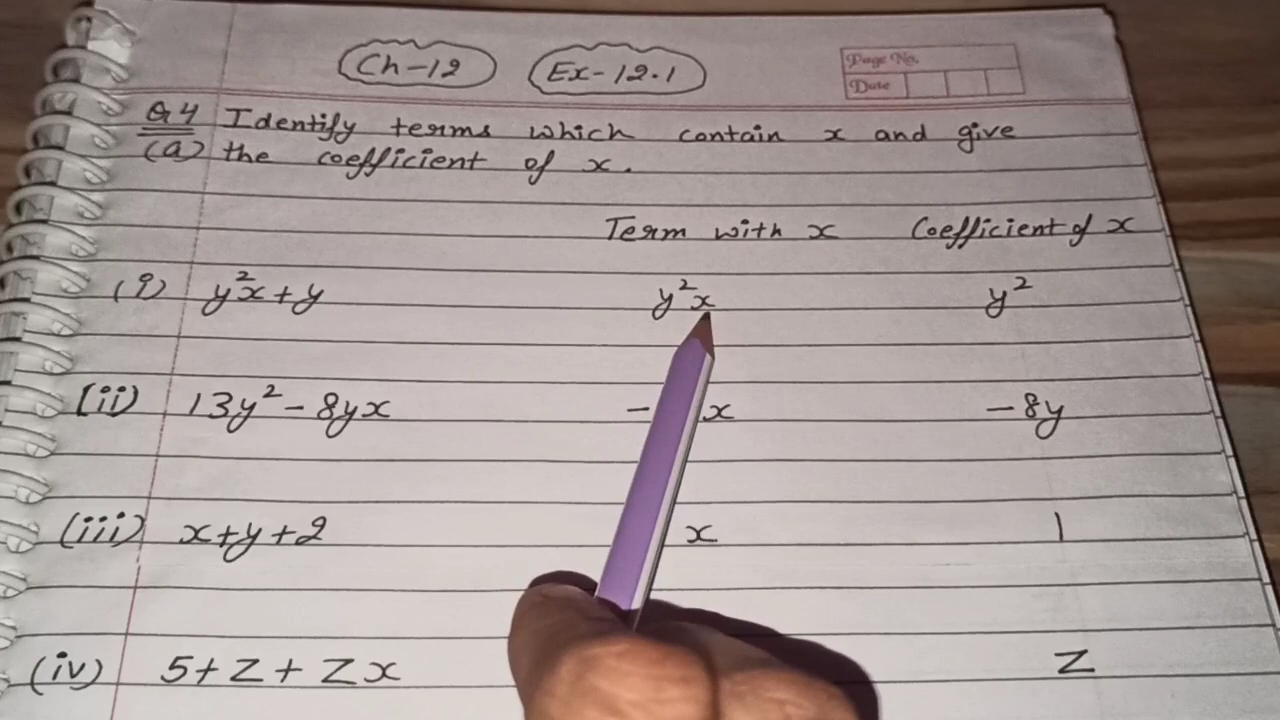 Ch-12 Ex-12.1
Page No.
Date
Q4 Identify terms which contain x and give
(a) the coefficient of x.
Term with x Coefficient of x
(i) y²x+y y²x y²
(ii) 13y²-8yx - x -8y
(iii) x+y+2 x 1
(iv) 5+z+zx z